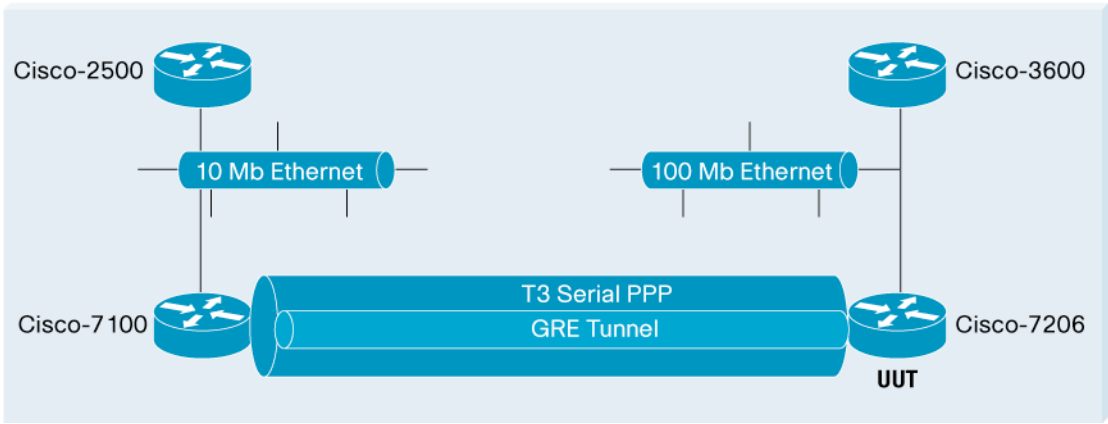 Cisco-2500
Cisco-3600
10 Mb Ethernet
100 Mb Ethernet
T3 Serial PPP
Cisco-7100
GRE Tunnel
Cisco-7206
UUT